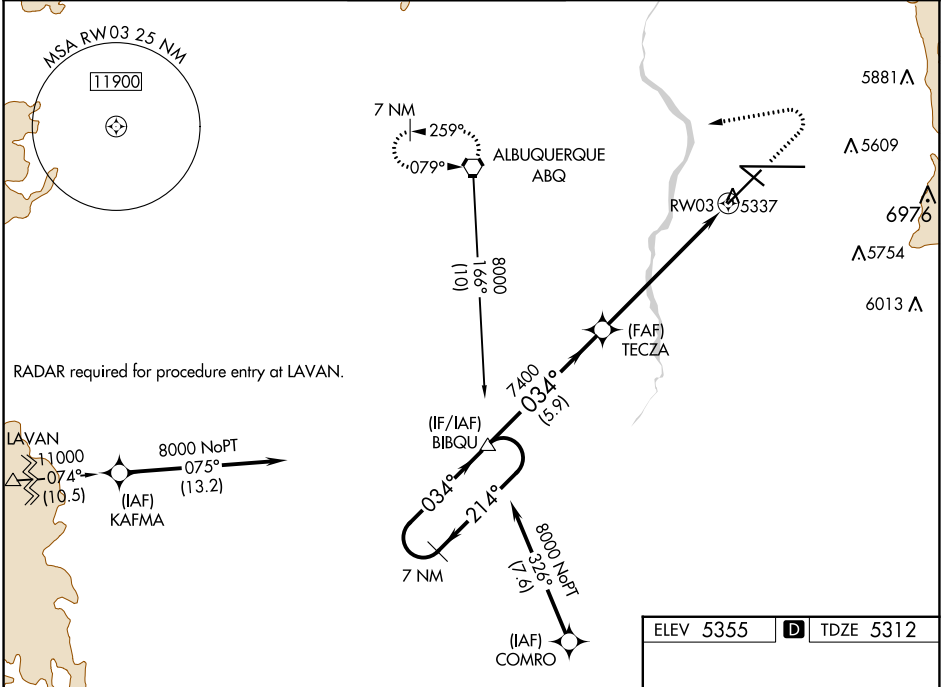 MSA RW03 25 NM
11900
5881
7 NM
259°
079°
ALBUQUERQUE
ABQ
5609
RW03
5337
6976
5754
6013
8000
166°
(10)
(FAF)
TECZA
7400
034°
(5.9)
RADAR required for procedure entry at LAVAN.
(IF/IAF)
BIBQU
LAVAN
11000
074°
(10.5)
(IAF)
KAFMA
8000 NoPT
075°
(13.2)
034°
214°
7 NM
8000 NoPT
326°
(7.6)
(IAF)
COMRO
ELEV 5355 D TDZE 5312